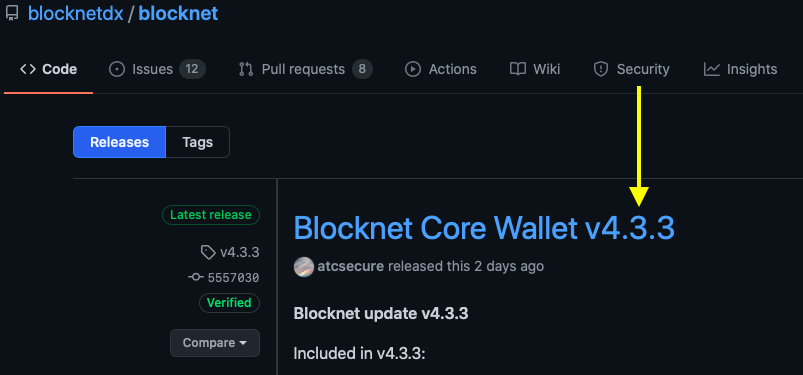 blocknetdx / blocknet
Code Issues 12 Pull requests 8 Actions Wiki Security Insights
Releases Tags
Latest release
Blocknet Core Wallet v4.3.3
v4.3.3
atcsecure released this 2 days ago
5557030
Verified
Blocknet update v4.3.3
Compare
Included in v4.3.3: